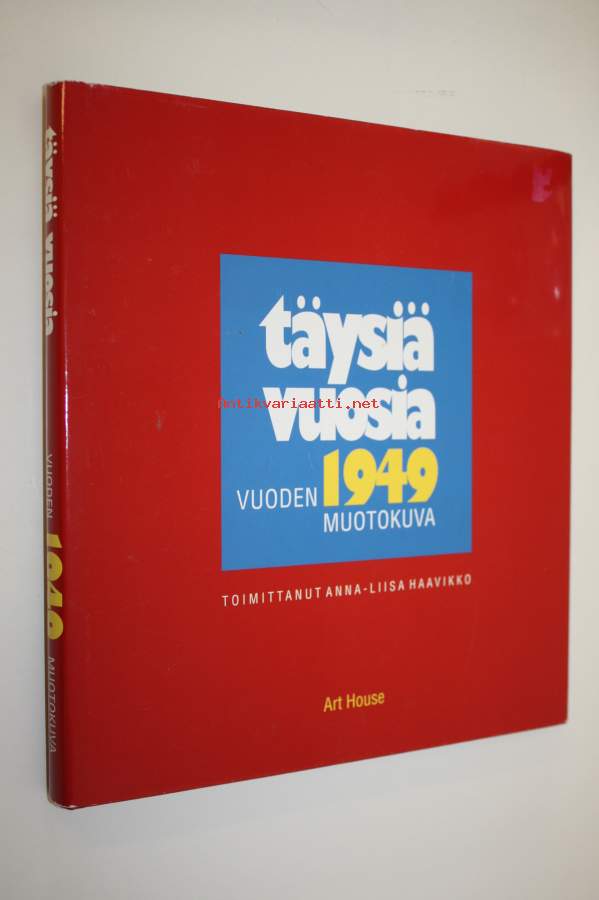 täysiä vuosia
VUODEN 1949 MUOTOKUVA
täysiä
vuosia
antikvariaatti.net
VUODEN 1949
MUOTOKUVA
TOIMITTANUT ANNA-LIISA HAAVIKKO
Art House